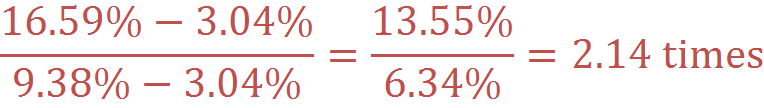 (16.59% − 3.04%)/(9.38% − 3.04%) = 13.55%/6.34% = 2.14 times